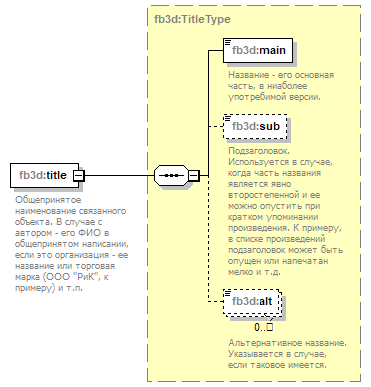 fb3d:TitleType
fb3d:main
Название - его основная
часть, в ниаболее
употребимой версии.
fb3d:sub
Подзаголовок.
Используется в случае,
когда часть названия
является явно
второстепенной и ее
можно опустить при
кратком упоминании
произведения. К примеру,
в списке произведений
подзаголовок может быть
опущен или напечатан
мелко и т.д.
fb3d:title
Общепринятое
наименование связанного
объекта. В случае с
автором - его ФИО в
общепринятом написании,
если это организация - ее
название или торговая
марка (ООО "РиК", к
примеру) и т.п.
fb3d:alt
0..□
Альтернативное название.
Указывается в случае,
если таковое имеется.